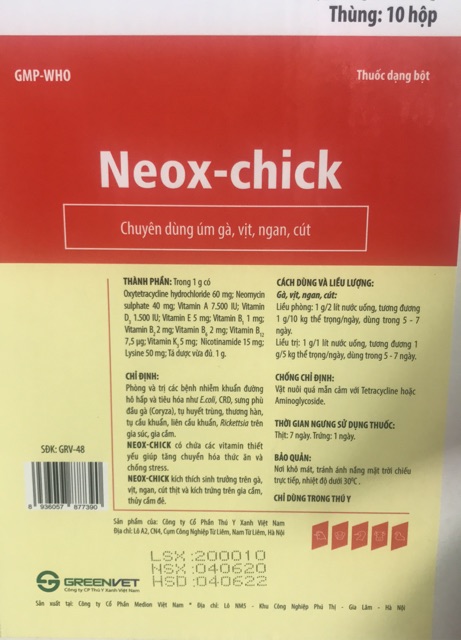 Thùng: 10 hộp
GMP-WHO
Thuốc dạng bột
Neox-chick
Chuyên dùng úm gà, vịt, ngan, cút
THÀNH PHẦN: Trong 1 g có
Oxytetracycline hydrochloride 60 mg; Neomycin
sulphate 40 mg; Vitamin A 7.500 IU; Vitamin
D₃ 1.500 IU; Vitamin E 5 mg; Vitamin B₁ 1 mg;
Vitamin B₂ 2 mg; Vitamin B₆ 2 mg; Vitamin B₁₂
7,5 µg; Vitamin K₃ 5 mg; Nicotinamide 15 mg;
Lysine 50 mg; Tá dược vừa đủ. 1 g.
CHỈ ĐỊNH:
Phòng và trị các bệnh nhiễm khuẩn đường
hô hấp và tiêu hóa như E.coli, CRD, sưng phù
đầu gà (Coryza), tụ huyết trùng, thương hàn,
tụ cầu khuẩn, liên cầu khuẩn, Rickettsia trên
gia súc, gia cầm.
NEOX-CHICK có chứa các vitamin thiết
yếu giúp tăng chuyển hóa thức ăn và
chống stress.
NEOX-CHICK kích thích sinh trưởng trên gà,
vịt, ngan, cút thịt và kích trứng trên gia cầm,
thủy cầm đẻ.
CÁCH DÙNG VÀ LIỀU LƯỢNG:
Gà, vịt, ngan, cút:
Liều phòng: 1 g/2 lít nước uống, tương đương
1 g/10 kg thể trọng/ngày, dùng trong 5 - 7
ngày.
Liều trị: 1 g/1 lít nước uống, tương đương 1
g/5 kg thể trọng/ngày, dùng trong 5 - 7 ngày.
CHỐNG CHỈ ĐỊNH:
Vật nuôi quá mẫn cảm với Tetracycline hoặc
Aminoglycoside.
THỜI GIAN NGƯNG SỬ DỤNG THUỐC:
Thịt: 7 ngày. Trứng: 1 ngày.
BẢO QUẢN:
Nơi khô mát, tránh ánh nắng mặt trời chiếu
trực tiếp, nhiệt độ dưới 30ºC.
CHỈ DÙNG TRONG THÚ Y
SĐK: GRV-48
8 936057 877390
Sản phẩm của: Công ty Cổ Phần Thú Y Xanh Việt Nam
Địa chỉ: Lô A2, CN4, Cụm Công Nghiệp Từ Liêm, Nam Từ Liêm, Hà Nội
LSX :200010
NSX :040620
HSD :040622
GREENVET
Công ty CP Thú Y Xanh Việt Nam
Sản xuất tại: Công ty Cổ Phần Medion Việt Nam * Địa chỉ: Lô NM5 - Khu Công Nghiệp Phú Thị - Gia Lâm - Hà Nội